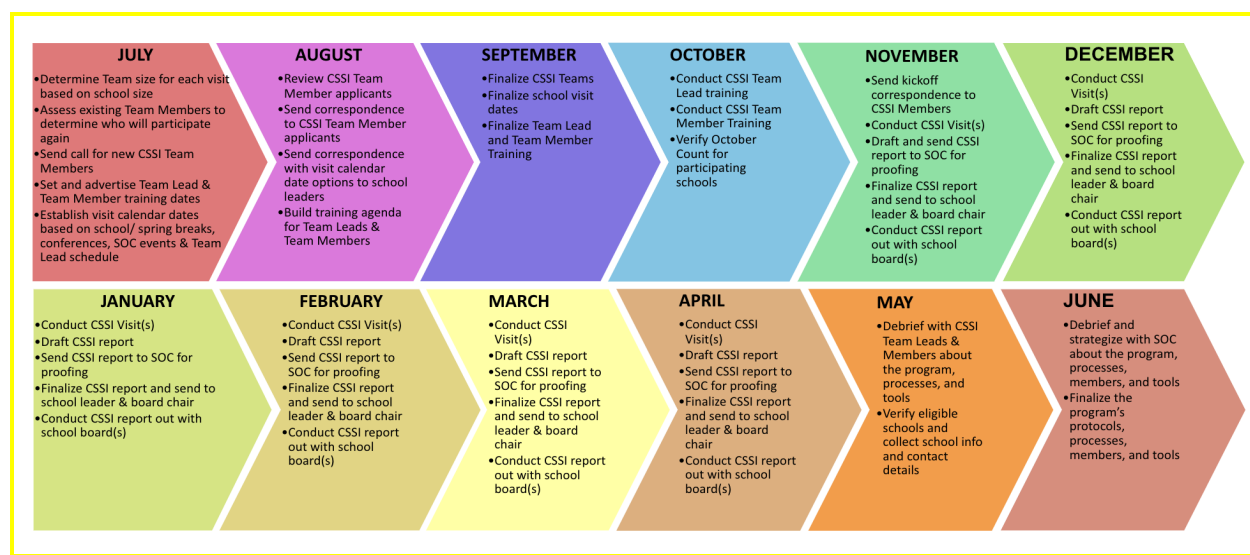 JULY
•Determine Team size for each visit
based on school size
•Assess existing Team Members to
determine who will participate
again
•Send call for new CSSI Team
Members
•Set and advertise Team Lead &
Team Member training dates
•Establish visit calendar dates
based on school/ spring breaks,
conferences, SOC events & Team
Lead schedule
AUGUST
•Review CSSI Team
Member applicants
•Send correspondence
to CSSI Team Member
applicants
•Send correspondence
with visit calendar
date options to school
leaders
•Build training agenda
for Team Leads &
Team Members
SEPTEMBER
•Finalize CSSI Teams
•Finalize school visit
dates
•Finalize Team Lead
and Team Member
Training
OCTOBER
•Conduct CSSI Team
Lead training
•Conduct CSSI Team
Member Training
•Verify October
Count for
participating
schools
NOVEMBER
•Send kickoff
correspondence to
CSSI Members
•Conduct CSSI Visit(s)
•Draft and send CSSI
report to SOC for
proofing
•Finalize CSSI report
and send to school
leader & board chair
•Conduct CSSI report
out with school
board(s)
DECEMBER
•Conduct CSSI
Visit(s)
•Draft CSSI report
•Send CSSI report to
SOC for proofing
•Finalize CSSI report
and send to school
leader & board
chair
•Conduct CSSI report
out with school
board(s)
JANUARY
•Conduct CSSI Visit(s)
•Draft CSSI report
•Send CSSI report to SOC for
proofing
•Finalize CSSI report and send to
school leader & board chair
•Conduct CSSI report out with
school board(s)
FEBRUARY
•Conduct CSSI Visit(s)
•Draft CSSI report
•Send CSSI report to
SOC for proofing
•Finalize CSSI report
and send to school
leader & board chair
•Conduct CSSI report
out with school
board(s)
MARCH
•Conduct CSSI
Visit(s)
•Draft CSSI report
•Send CSSI report to
SOC for proofing
•Finalize CSSI report
and send to school
leader & board
chair
•Conduct CSSI report
out with school
board(s)
APRIL
•Conduct CSSI
Visit(s)
•Draft CSSI report
•Send CSSI report to
SOC for proofing
•Finalize CSSI report
and send to school
leader & board
chair
•Conduct CSSI report
out with school
board(s)
MAY
•Debrief with CSSI
Team Leads &
Members about
the program,
processes, and
tools
•Verify eligible
schools and
collect school info
and contact
details
JUNE
•Debrief and
strategize with SOC
about the program,
processes,
members, and tools
•Finalize the
program’s
protocols,
processes,
members, and tools